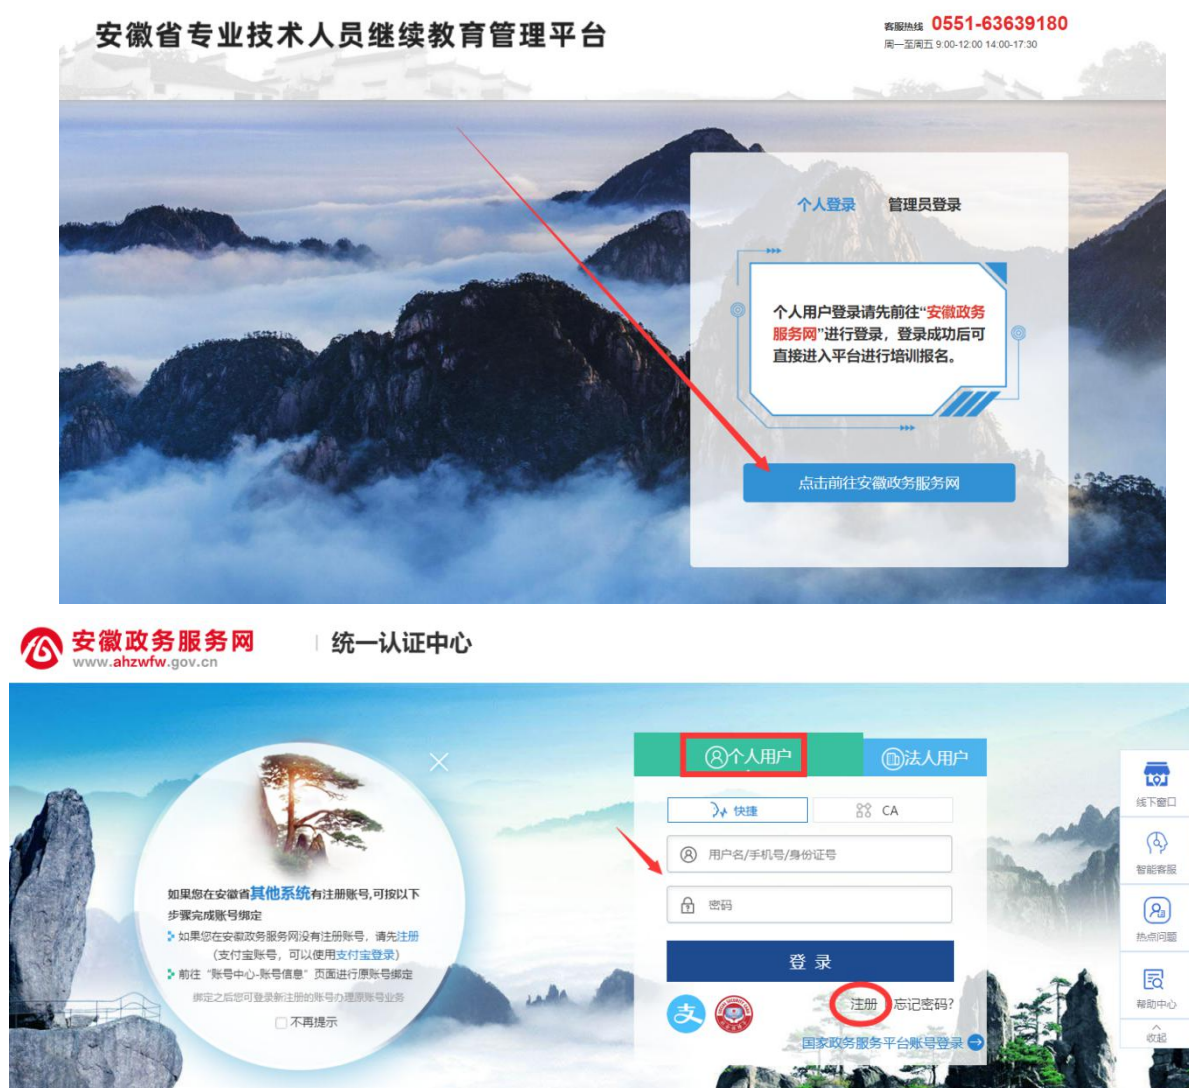 安徽省专业技术人员继续教育管理平台
客服热线 0551-63639180
周一至周五 9:00-12:00 14:00-17:30
个人登录 管理员登录
个人用户登录请先前往“安徽政务
服务网”进行登录，登录成功后可
直接进入平台进行培训报名。
点击前往安徽政务服务网
安徽政务服务网 统一认证中心
www.ahzwfw.gov.cn
个人用户 法人用户
快捷 CA
用户名/手机号/身份证号
密码
登 录
注册 忘记密码?
支
国家政务服务平台账号登录
如果您在安徽省其他系统有注册账号,可按以下
步骤完成账号绑定
如果您在安徽政务服务网没有注册账号，请先注册
（支付宝账号，可以使用支付宝登录）
前往“账号中心-账号信息”页面进行原账号绑定
绑定之后您可登录新注册的账号办理原账号业务
不再提示
线下窗口
智能客服
热点问题
帮助中心
收起